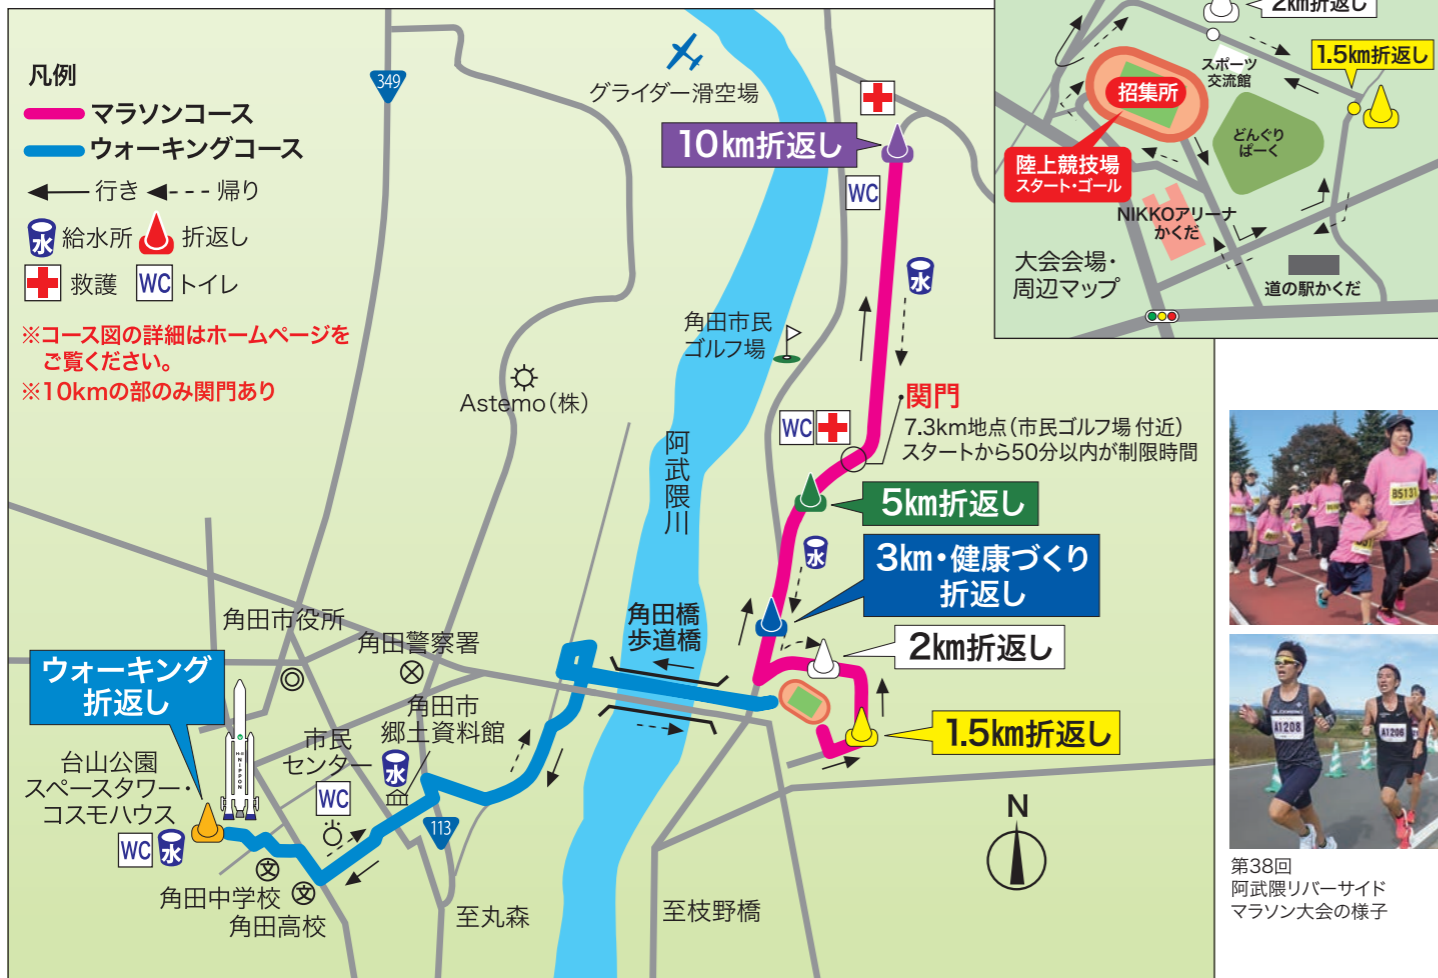 凡例
マラソンコース
ウォーキングコース
行き
帰り
水
給水所
折返し
救護
WC
トイレ
※コース図の詳細はホームページを
ご覧ください。
※10kmの部のみ関門あり
349
グライダー滑空場
10km折返し
WC
水
角田市民
ゴルフ場
Astemo(株)
WC
関門
7.3km地点(市民ゴルフ場 付近)
スタートから50分以内が制限時間
阿武隈川
5km折返し
水
3km・健康づくり
折返し
角田橋
歩道橋
2km折返し
1.5km折返し
角田市役所
角田警察署
ウォーキング
折返し
角田市
郷土資料館
市民
センター
水
WC
台山公園
スペースタワー・
コスモハウス
NIPPON
WC
水
113
文
角田中学校
文
角田高校
至丸森
至枝野橋
N
2km折返し
スポーツ
交流館
1.5km折返し
招集所
どんぐり
ぱーく
陸上競技場
スタート・ゴール
NIKKOアリーナ
かくだ
大会会場・
周辺マップ
道の駅かくだ
B5131
A1208
A1206
第38回
阿武隈リバーサイド
マラソン大会の様子